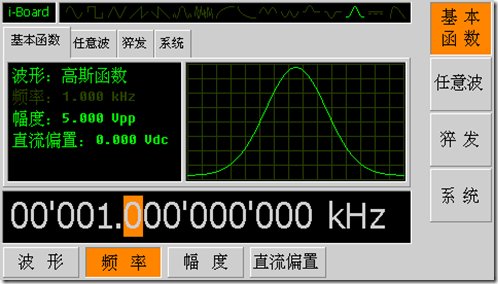 i-Board
基本函数 任意波 猝发 系统
波形: 高斯函数
频率: 1.000 kHz
幅度: 5.000 Vpp
直流偏置: 0.000 Vdc
00'001.000'000'000 kHz
波 形 频 率 幅 度 直流偏置
基 本
函 数
任意波
猝 发
系 统